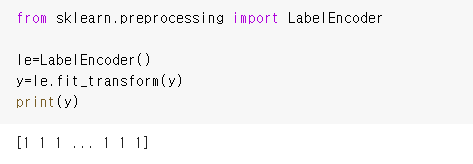 from sklearn.preprocessing import LabelEncoder
le=LabelEncoder()
y=le.fit_transform(y)
print(y)
[1 1 1 ... 1 1 1]